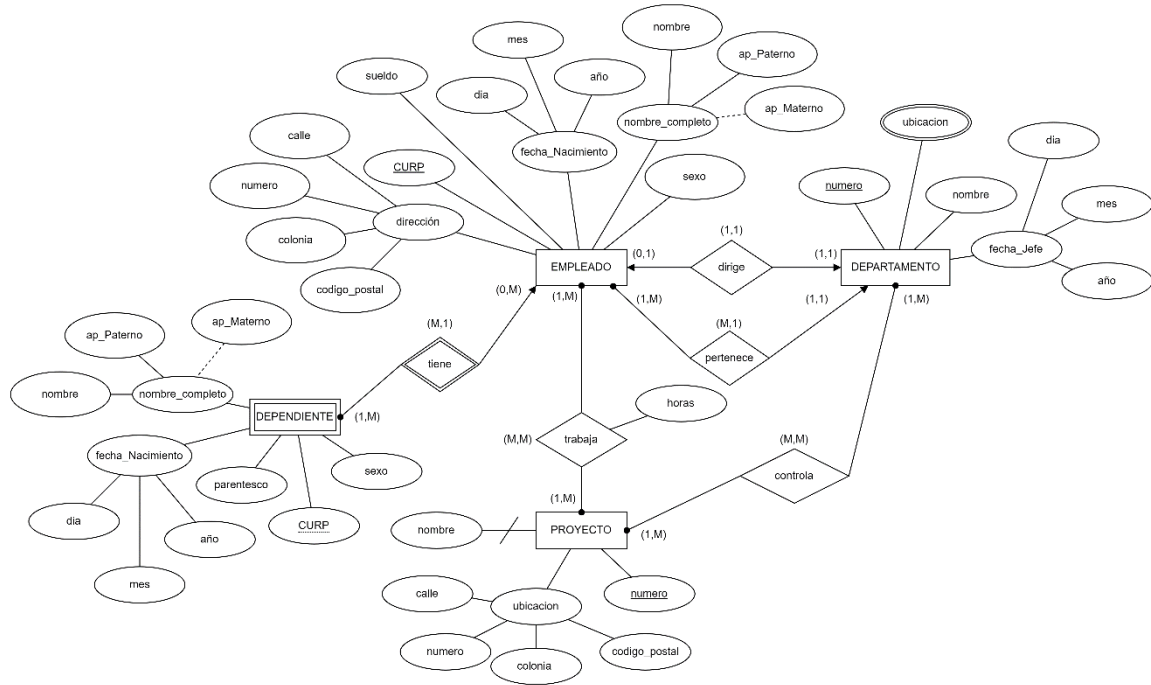 nombre
mes
ap_Paterno
sueldo
año
dia
ap_Materno
ubicacion
nombre_completo
calle
dia
fecha_Nacimiento
CURP
sexo
numero
numero
nombre
mes
dirección
colonia
(1,1)
fecha_Jefe
(0,1)
dirige
(1,1)
EMPLEADO
DEPARTAMENTO
año
codigo_postal
(0,M)
(1,M)
(1,M)
(1,1)
(1,M)
ap_Materno
(M,1)
(M,1)
ap_Paterno
tiene
pertenece
nombre
nombre_completo
horas
DEPENDIENTE
(1,M)
(M,M)
trabaja
(M,M)
fecha_Nacimiento
sexo
controla
parentesco
(1,M)
dia
CURP
nombre
PROYECTO
(1,M)
año
mes
calle
ubicacion
numero
numero
codigo_postal
colonia